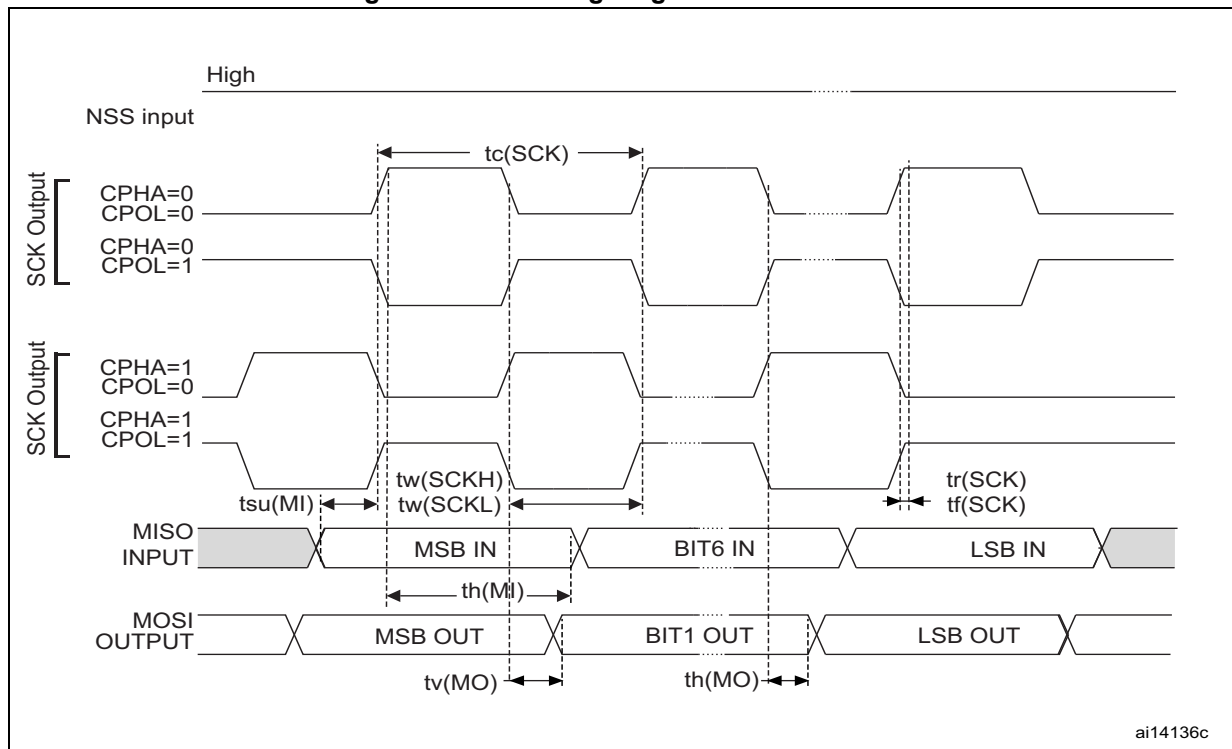 High
NSS input
tc(SCK)
SCK Output
CPHA=0
CPOL=0
CPHA=0
CPOL=1
SCK Output
CPHA=1
CPOL=0
CPHA=1
CPOL=1
tw(SCKH)
tw(SCKL)
tr(SCK)
tf(SCK)
tsu(MI)
MISO
INPUT
MSB IN
BIT6 IN
LSB IN
th(MI)
MOSI
OUTPUT
MSB OUT
BIT1 OUT
LSB OUT
tv(MO)
th(MO)
ai14136c